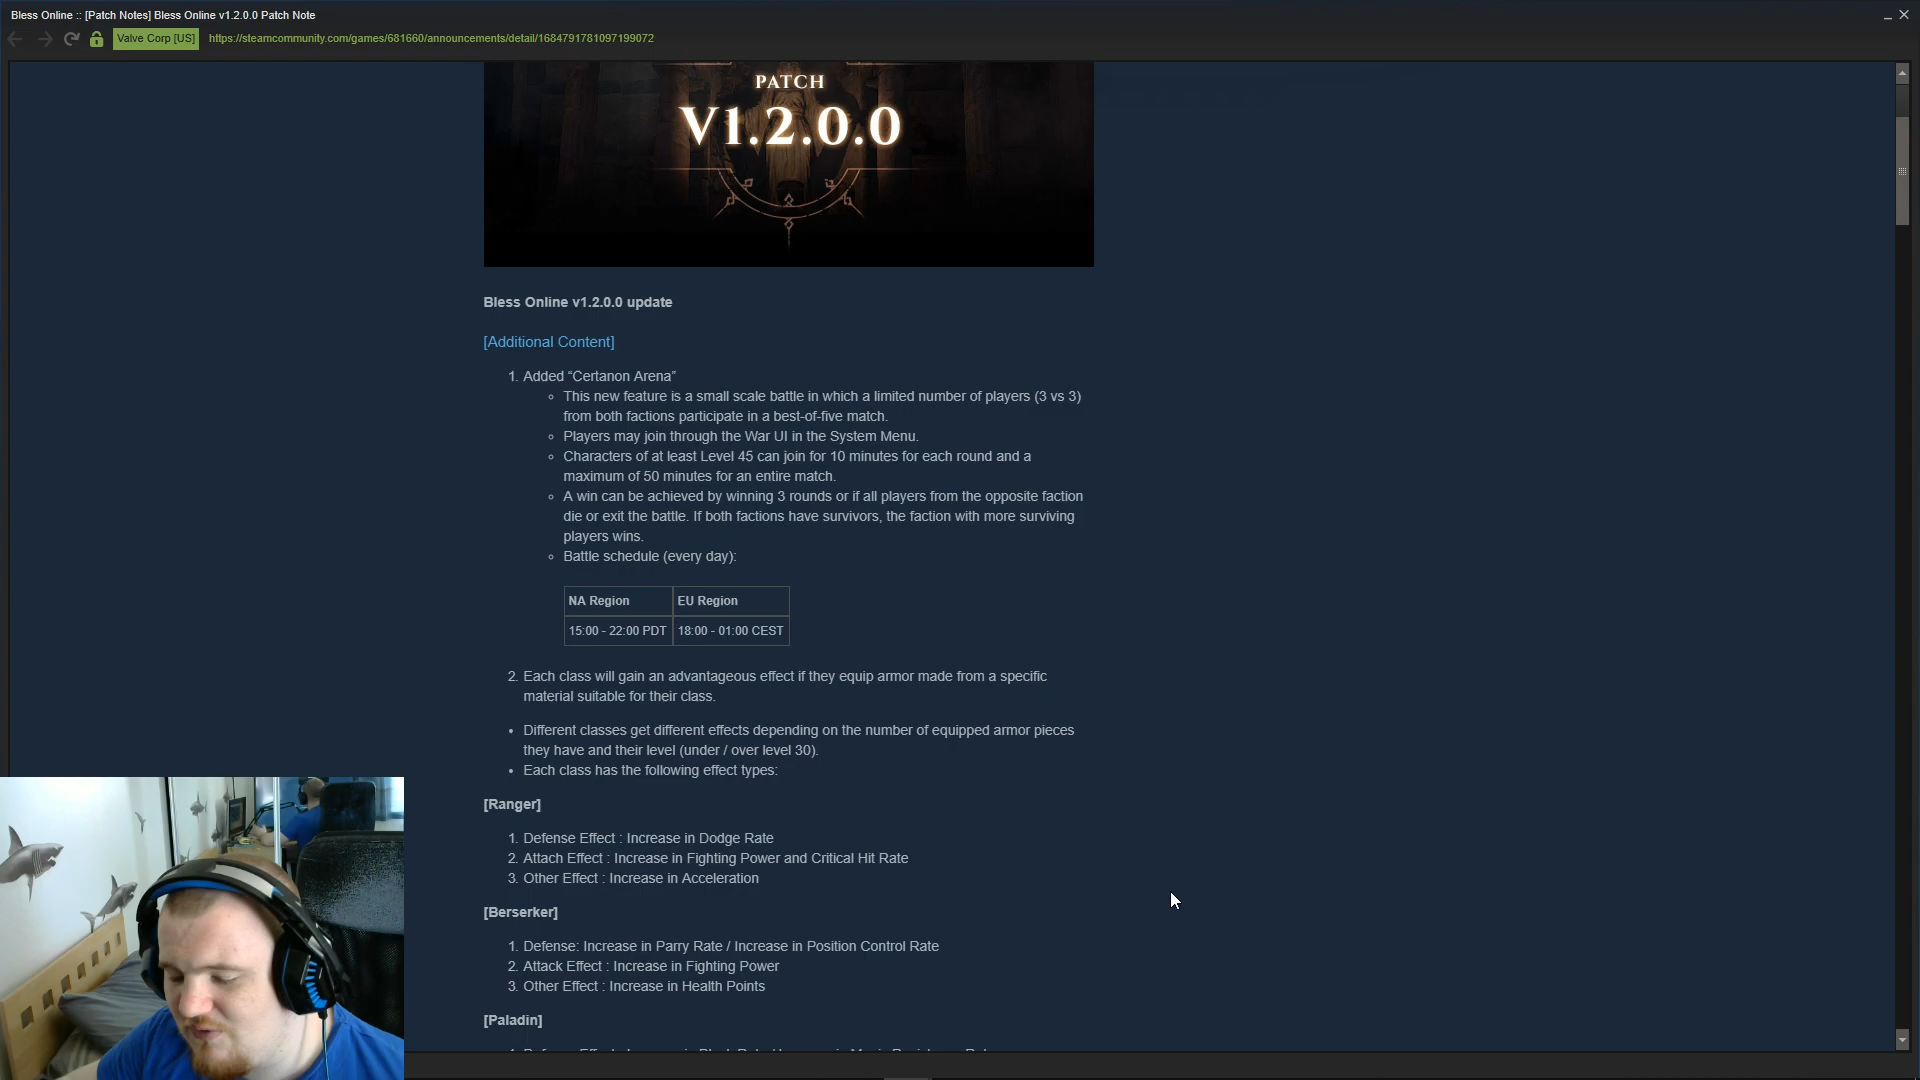 Bless Online :: [Patch Notes] Bless Online v1.2.0.0 Patch Note
Valve Corp [US]
https://steamcommunity.com/games/681660/announcements/detail/1684791781097199072
PATCH
V1.2.0.0
Bless Online v1.2.0.0 update
[Additional Content]
1. Added “Certanon Arena”
◦ This new feature is a small scale battle in which a limited number of players (3 vs 3)
from both factions participate in a best-of-five match.
◦ Players may join through the War UI in the System Menu.
◦ Characters of at least Level 45 can join for 10 minutes for each round and a
maximum of 50 minutes for an entire match.
◦ A win can be achieved by winning 3 rounds or if all players from the opposite faction
die or exit the battle. If both factions have survivors, the faction with more surviving
players wins.
◦ Battle schedule (every day):
NA Region EU Region
15:00 - 22:00 PDT 18:00 - 01:00 CEST
2. Each class will gain an advantageous effect if they equip armor made from a specific
material suitable for their class.
• Different classes get different effects depending on the number of equipped armor pieces
they have and their level (under / over level 30).
• Each class has the following effect types:
[Ranger]
1. Defense Effect : Increase in Dodge Rate
2. Attach Effect : Increase in Fighting Power and Critical Hit Rate
3. Other Effect : Increase in Acceleration
[Berserker]
1. Defense: Increase in Parry Rate / Increase in Position Control Rate
2. Attack Effect : Increase in Fighting Power
3. Other Effect : Increase in Health Points
[Paladin]